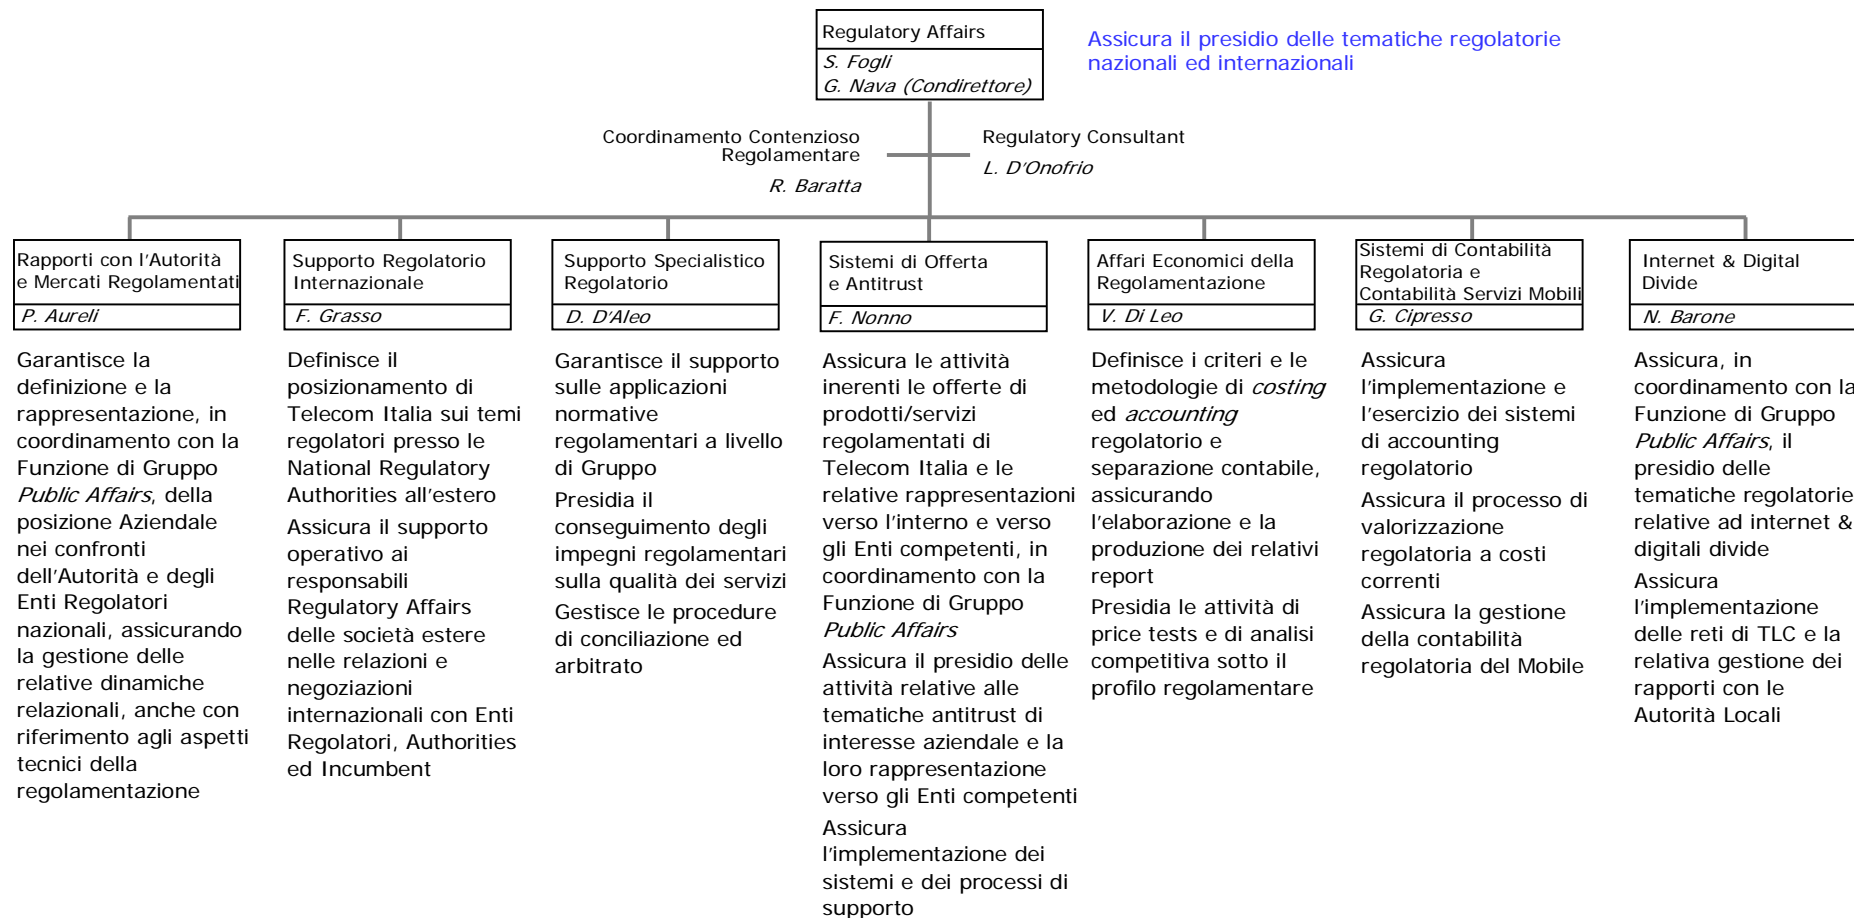 Regulatory Affairs
S. Fogli
G. Nava (Condirettore)
Assicura il presidio delle tematiche regolatorie
nazionali ed internazionali
Coordinamento Contenzioso
Regolamentare
R. Baratta
Regulatory Consultant
L. D'Onofrio
Rapporti con l'Autorità
e Mercati Regolamentati
P. Aureli
Garantisce la
definizione e la
rappresentazione, in
coordinamento con la
Funzione di Gruppo
Public Affairs, della
posizione Aziendale
nei confronti
dell'Autorità e degli
Enti Regolatori
nazionali, assicurando
la gestione delle
relative dinamiche
relazionali, anche con
riferimento agli aspetti
tecnici della
regolamentazione
Supporto Regolatorio
Internazionale
F. Grasso
Definisce il
posizionamento di
Telecom Italia sui temi
regolatori presso le
National Regulatory
Authorities all'estero
Assicura il supporto
operativo ai
responsabili
Regulatory Affairs
delle società estere
nelle relazioni e
negoziazioni
internazionali con Enti
Regolatori, Authorities
ed Incumbent
Supporto Specialistico
Regolatorio
D. D'Aleo
Garantisce il supporto
sulle applicazioni
normative
regolamentari a livello
di Gruppo
Presidia il
conseguimento degli
impegni regolamentari
sulla qualità dei servizi
Gestisce le procedure
di conciliazione ed
arbitrato
Sistemi di Offerta
e Antitrust
F. Nonno
Assicura le attività
inerenti le offerte di
prodotti/servizi
regolamentati di
Telecom Italia e le
relative rappresentazioni
verso l'interno e verso
gli Enti competenti, in
coordinamento con la
Funzione di Gruppo
Public Affairs
Assicura il presidio delle
attività relative alle
tematiche antitrust di
interesse aziendale e la
loro rappresentazione
verso gli Enti competenti
Assicura
l'implementazione dei
sistemi e dei processi di
supporto
Affari Economici della
Regolamentazione
V. Di Leo
Definisce i criteri e le
metodologie di costing
ed accounting
regolatorio e
separazione contabile,
assicurando
l'elaborazione e la
produzione dei relativi
report
Presidia le attività di
price tests e di analisi
competitiva sotto il
profilo regolamentare
Sistemi di Contabilità
Regolatoria e
Contabilità Servizi Mobili
G. Cipresso
Assicura
l'implementazione e
l'esercizio dei sistemi
di accounting
regolatorio
Assicura il processo di
valorizzazione
regolatoria a costi
correnti
Assicura la gestione
della contabilità
regolatoria del Mobile
Internet & Digital
Divide
N. Barone
Assicura, in
coordinamento con la
Funzione di Gruppo
Public Affairs, il
presidio delle
tematiche regolatorie
relative ad internet &
digitali divide
Assicura
l'implementazione
delle reti di TLC e la
relativa gestione dei
rapporti con le
Autorità Locali